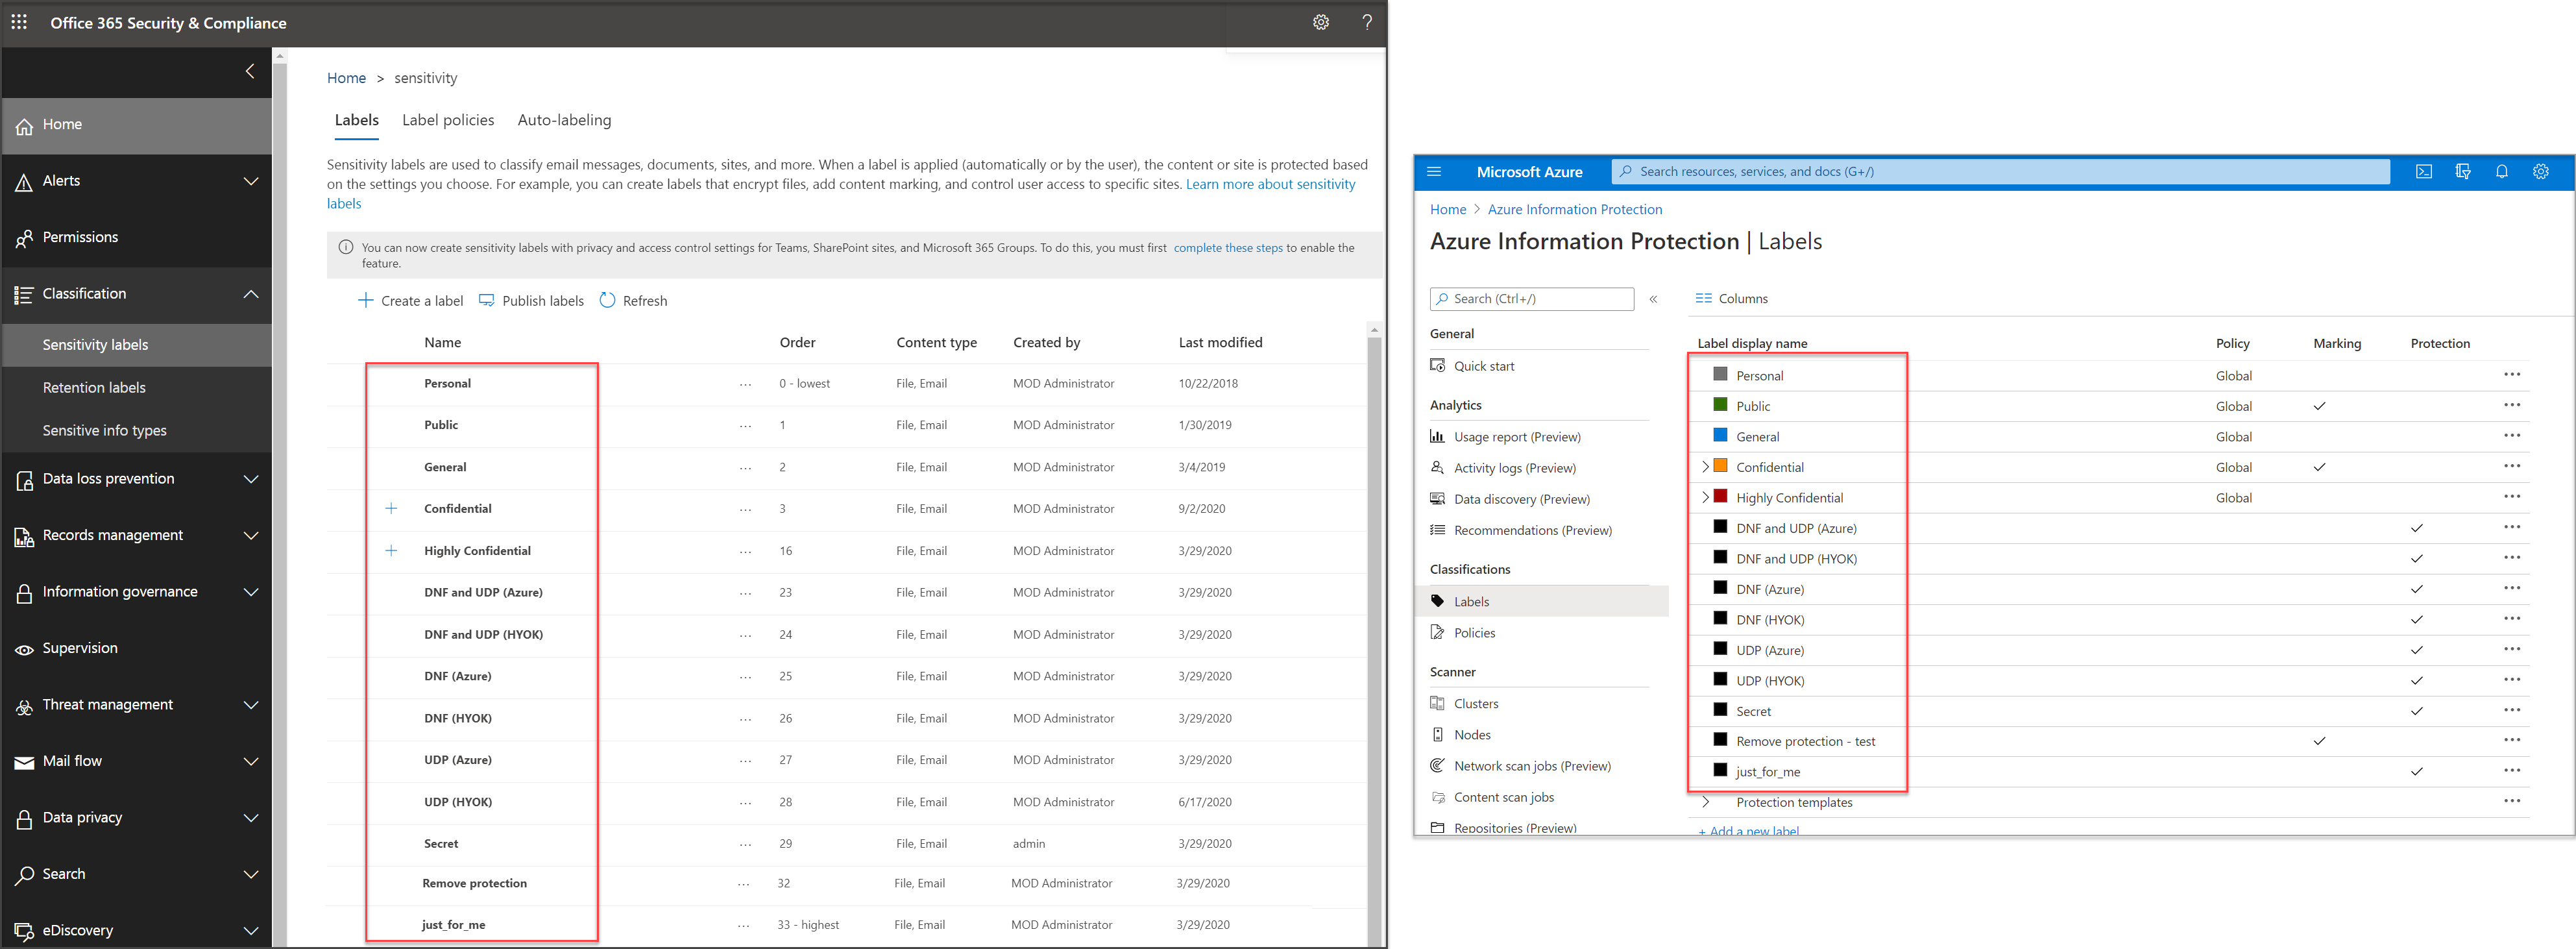 Office 365 Security & Compliance
?
Home
Alerts
Permissions
Classification
Sensitivity labels
Retention labels
Sensitive info types
Data loss prevention
Records management
Information governance
Supervision
Threat management
Mail flow
Data privacy
Search
eDiscovery
Home > sensitivity
Labels Label policies Auto-labeling
Sensitivity labels are used to classify email messages, documents, sites, and more. When a label is applied (automatically or by the user), the content or site is protected based
on the settings you choose. For example, you can create labels that encrypt files, add content marking, and control user access to specific sites. Learn more about sensitivity
labels
You can now create sensitivity labels with privacy and access control settings for Teams, SharePoint sites, and Microsoft 365 Groups. To do this, you must first complete these steps to enable the
feature.
Create a label Publish labels Refresh
Name Order Content type Created by Last modified
Personal ... 0 - lowest File, Email MOD Administrator 10/22/2018
Public ... 1 File, Email MOD Administrator 1/30/2019
General ... 2 File, Email MOD Administrator 3/4/2019
+ Confidential ... 3 File, Email MOD Administrator 9/2/2020
+ Highly Confidential ... 16 File, Email MOD Administrator 3/29/2020
DNF and UDP (Azure) ... 23 File, Email MOD Administrator 3/29/2020
DNF and UDP (HYOK) ... 24 File, Email MOD Administrator 3/29/2020
DNF (Azure) ... 25 File, Email MOD Administrator 3/29/2020
DNF (HYOK) ... 26 File, Email MOD Administrator 3/29/2020
UDP (Azure) ... 27 File, Email MOD Administrator 3/29/2020
UDP (HYOK) ... 28 File, Email MOD Administrator 6/17/2020
Secret ... 29 File, Email admin 3/29/2020
Remove protection ... 32 File, Email MOD Administrator 3/29/2020
just_for_me ... 33 - highest File, Email MOD Administrator 3/29/2020
Microsoft Azure Search resources, services, and docs (G+/)
Home > Azure Information Protection
Azure Information Protection | Labels
Search (Ctrl+/) «
General
Quick start
Analytics
Usage report (Preview)
Activity logs (Preview)
Data discovery (Preview)
Recommendations (Preview)
Classifications
Labels
Policies
Scanner
Clusters
Nodes
Network scan jobs (Preview)
Content scan jobs
Repositories (Preview)
Columns
Label display name Policy Marking Protection
Personal Global ...
Public Global ✓ ...
General Global ...
Confidential Global ✓ ...
Highly Confidential Global ...
DNF and UDP (Azure) ✓ ...
DNF and UDP (HYOK) ✓ ...
DNF (Azure) ✓ ...
DNF (HYOK) ✓ ...
UDP (Azure) ✓ ...
UDP (HYOK) ✓ ...
Secret ✓ ...
Remove protection - test ✓ ...
just_for_me ✓ ...
Protection templates ...
+ Add a new label